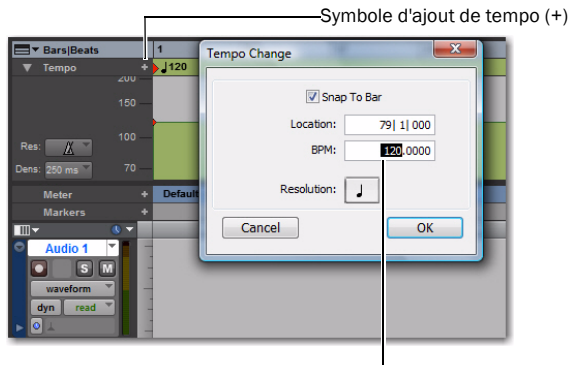 Symbole d'ajout de tempo (+)
Bars|Beats
1
Tempo +
120
200
150
100
70
Res:
Dens: 250 ms
Meter +
Default
Markers +
Audio 1
S M
waveform
dyn read
Tempo Change
Snap To Bar
Location: 79| 1| 000
BPM: 120.0000
Resolution:
Cancel OK